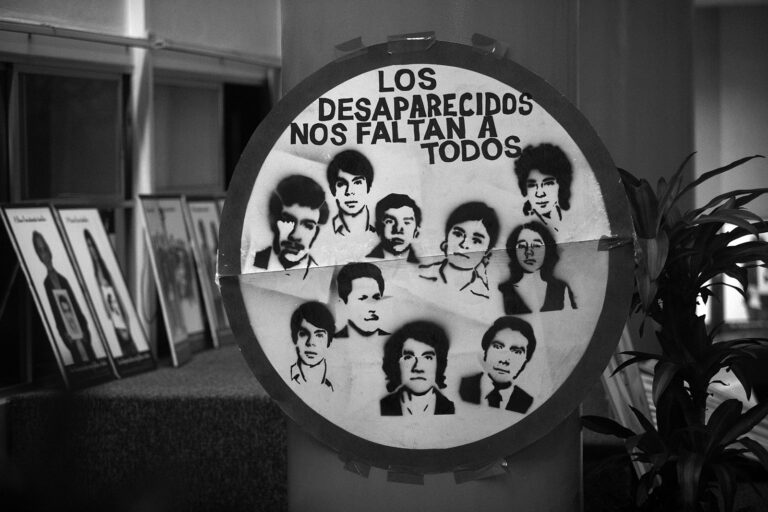 LOS
DESAPARECIDOS
NOS FALTAN A
TODOS